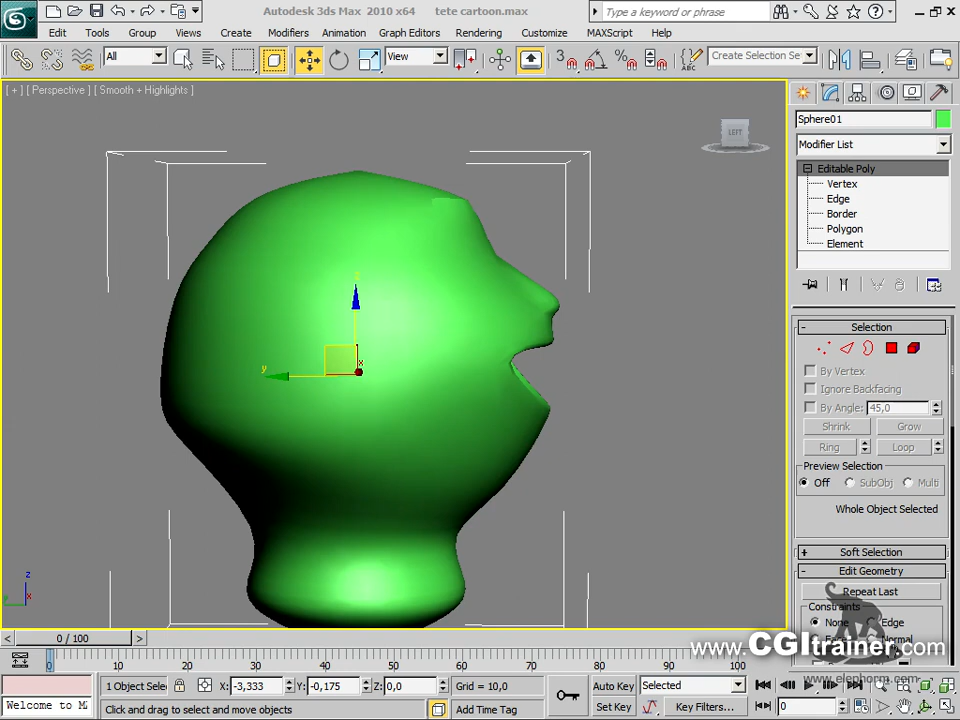 Autodesk 3ds Max 2010 x64 tete cartoon.max
Type a keyword or phrase
Edit Tools Group Views Create Modifiers Animation Graph Editors Rendering Customize MAXScript Help
All View 3 Create Selection Se
[ + ] [ Perspective ] [ Smooth + Highlights ]
LEFT
Sphere01
Modifier List
Editable Poly
Vertex
Edge
Border
Polygon
Element
z
y
x
- Selection
By Vertex
Ignore Backfacing
By Angle: 45,0
Shrink Grow
Ring Loop
Preview Selection
Off SubObj Multi
Whole Object Selected
+ Soft Selection
- Edit Geometry
Repeat Last
Constraints
None Edge
Normal
z
x
www.CGItrainer.com
www.elephorm.com
< 0 / 100 >
0 10 20 30 40 50 60 70 80 90 100
1 Object Selec X: -3,333 Y: -0,175 Z: 0,0 Grid = 10,0 Auto Key Selected
Welcome to M Click and drag to select and move objects Add Time Tag Set Key Key Filters... 0